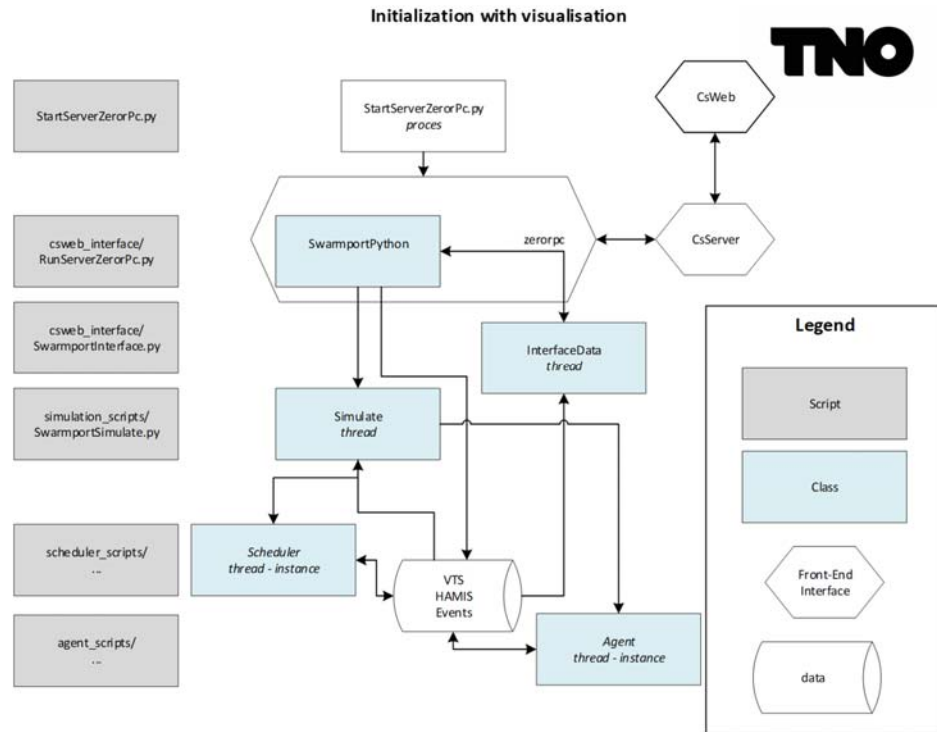 Initialization with visualisation
TNO
StartServerZerorPc.py
StartServerZerorPc.py
proces
CsWeb
csweb_interface/
RunServerZerorPc.py
SwarmportPython
zerorpc
CsServer
csweb_interface/
SwarmportInterface.py
InterfaceData
thread
simulation_scripts/
SwarmportSimulate.py
Simulate
thread
scheduler_scripts/
...
Scheduler
thread - instance
VTS
HAMIS
Events
agent_scripts/
...
Agent
thread - instance
Legend
Script
Class
Front-End
Interface
data